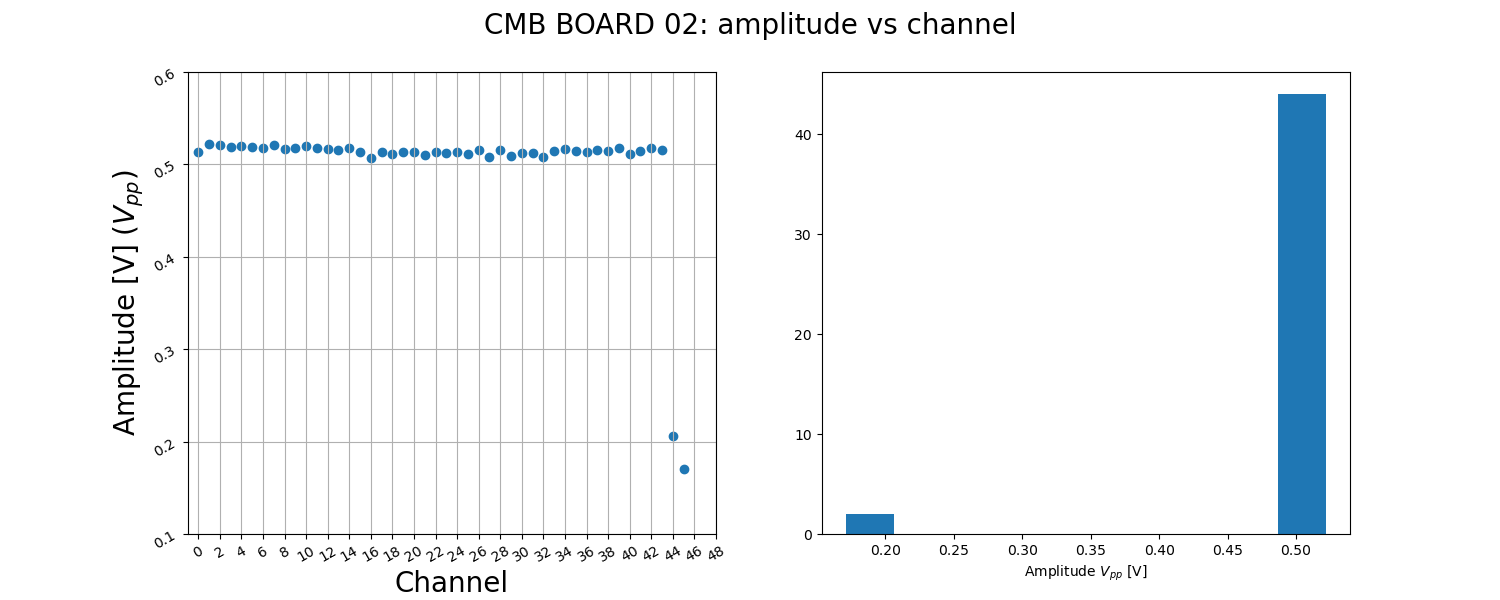 CMB BOARD 02: amplitude vs channel
0.6
0.5
0.4
0.3
0.2
0.1
Amplitude [V] (V_pp)
0 2 4 6 8 10 12 14 16 18 20 22 24 26 28 30 32 34 36 38 40 42 44 46 48
Channel
40
30
20
10
0
0.20 0.25 0.30 0.35 0.40 0.45 0.50
Amplitude V_pp [V]